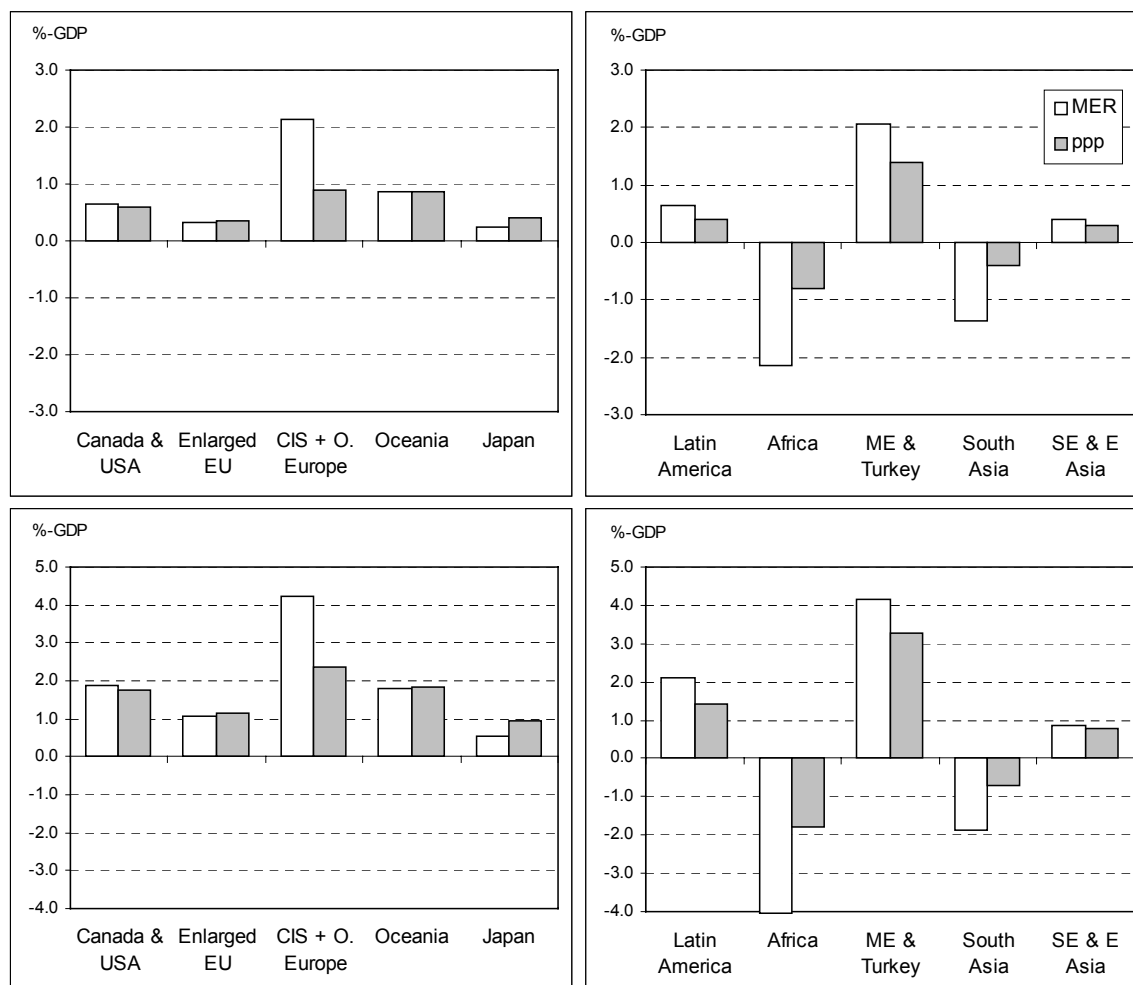 %-GDP
3.0
2.0
1.0
0.0
-1.0
-2.0
-3.0
Canada & USA
Enlarged EU
CIS + O. Europe
Oceania
Japan
%-GDP
3.0
2.0
1.0
0.0
-1.0
-2.0
-3.0
MER
ppp
Latin America
Africa
ME & Turkey
South Asia
SE & E Asia
%-GDP
5.0
4.0
3.0
2.0
1.0
0.0
-1.0
-2.0
-3.0
-4.0
Canada & USA
Enlarged EU
CIS + O. Europe
Oceania
Japan
%-GDP
5.0
4.0
3.0
2.0
1.0
0.0
-1.0
-2.0
-3.0
-4.0
Latin America
Africa
ME & Turkey
South Asia
SE & E Asia